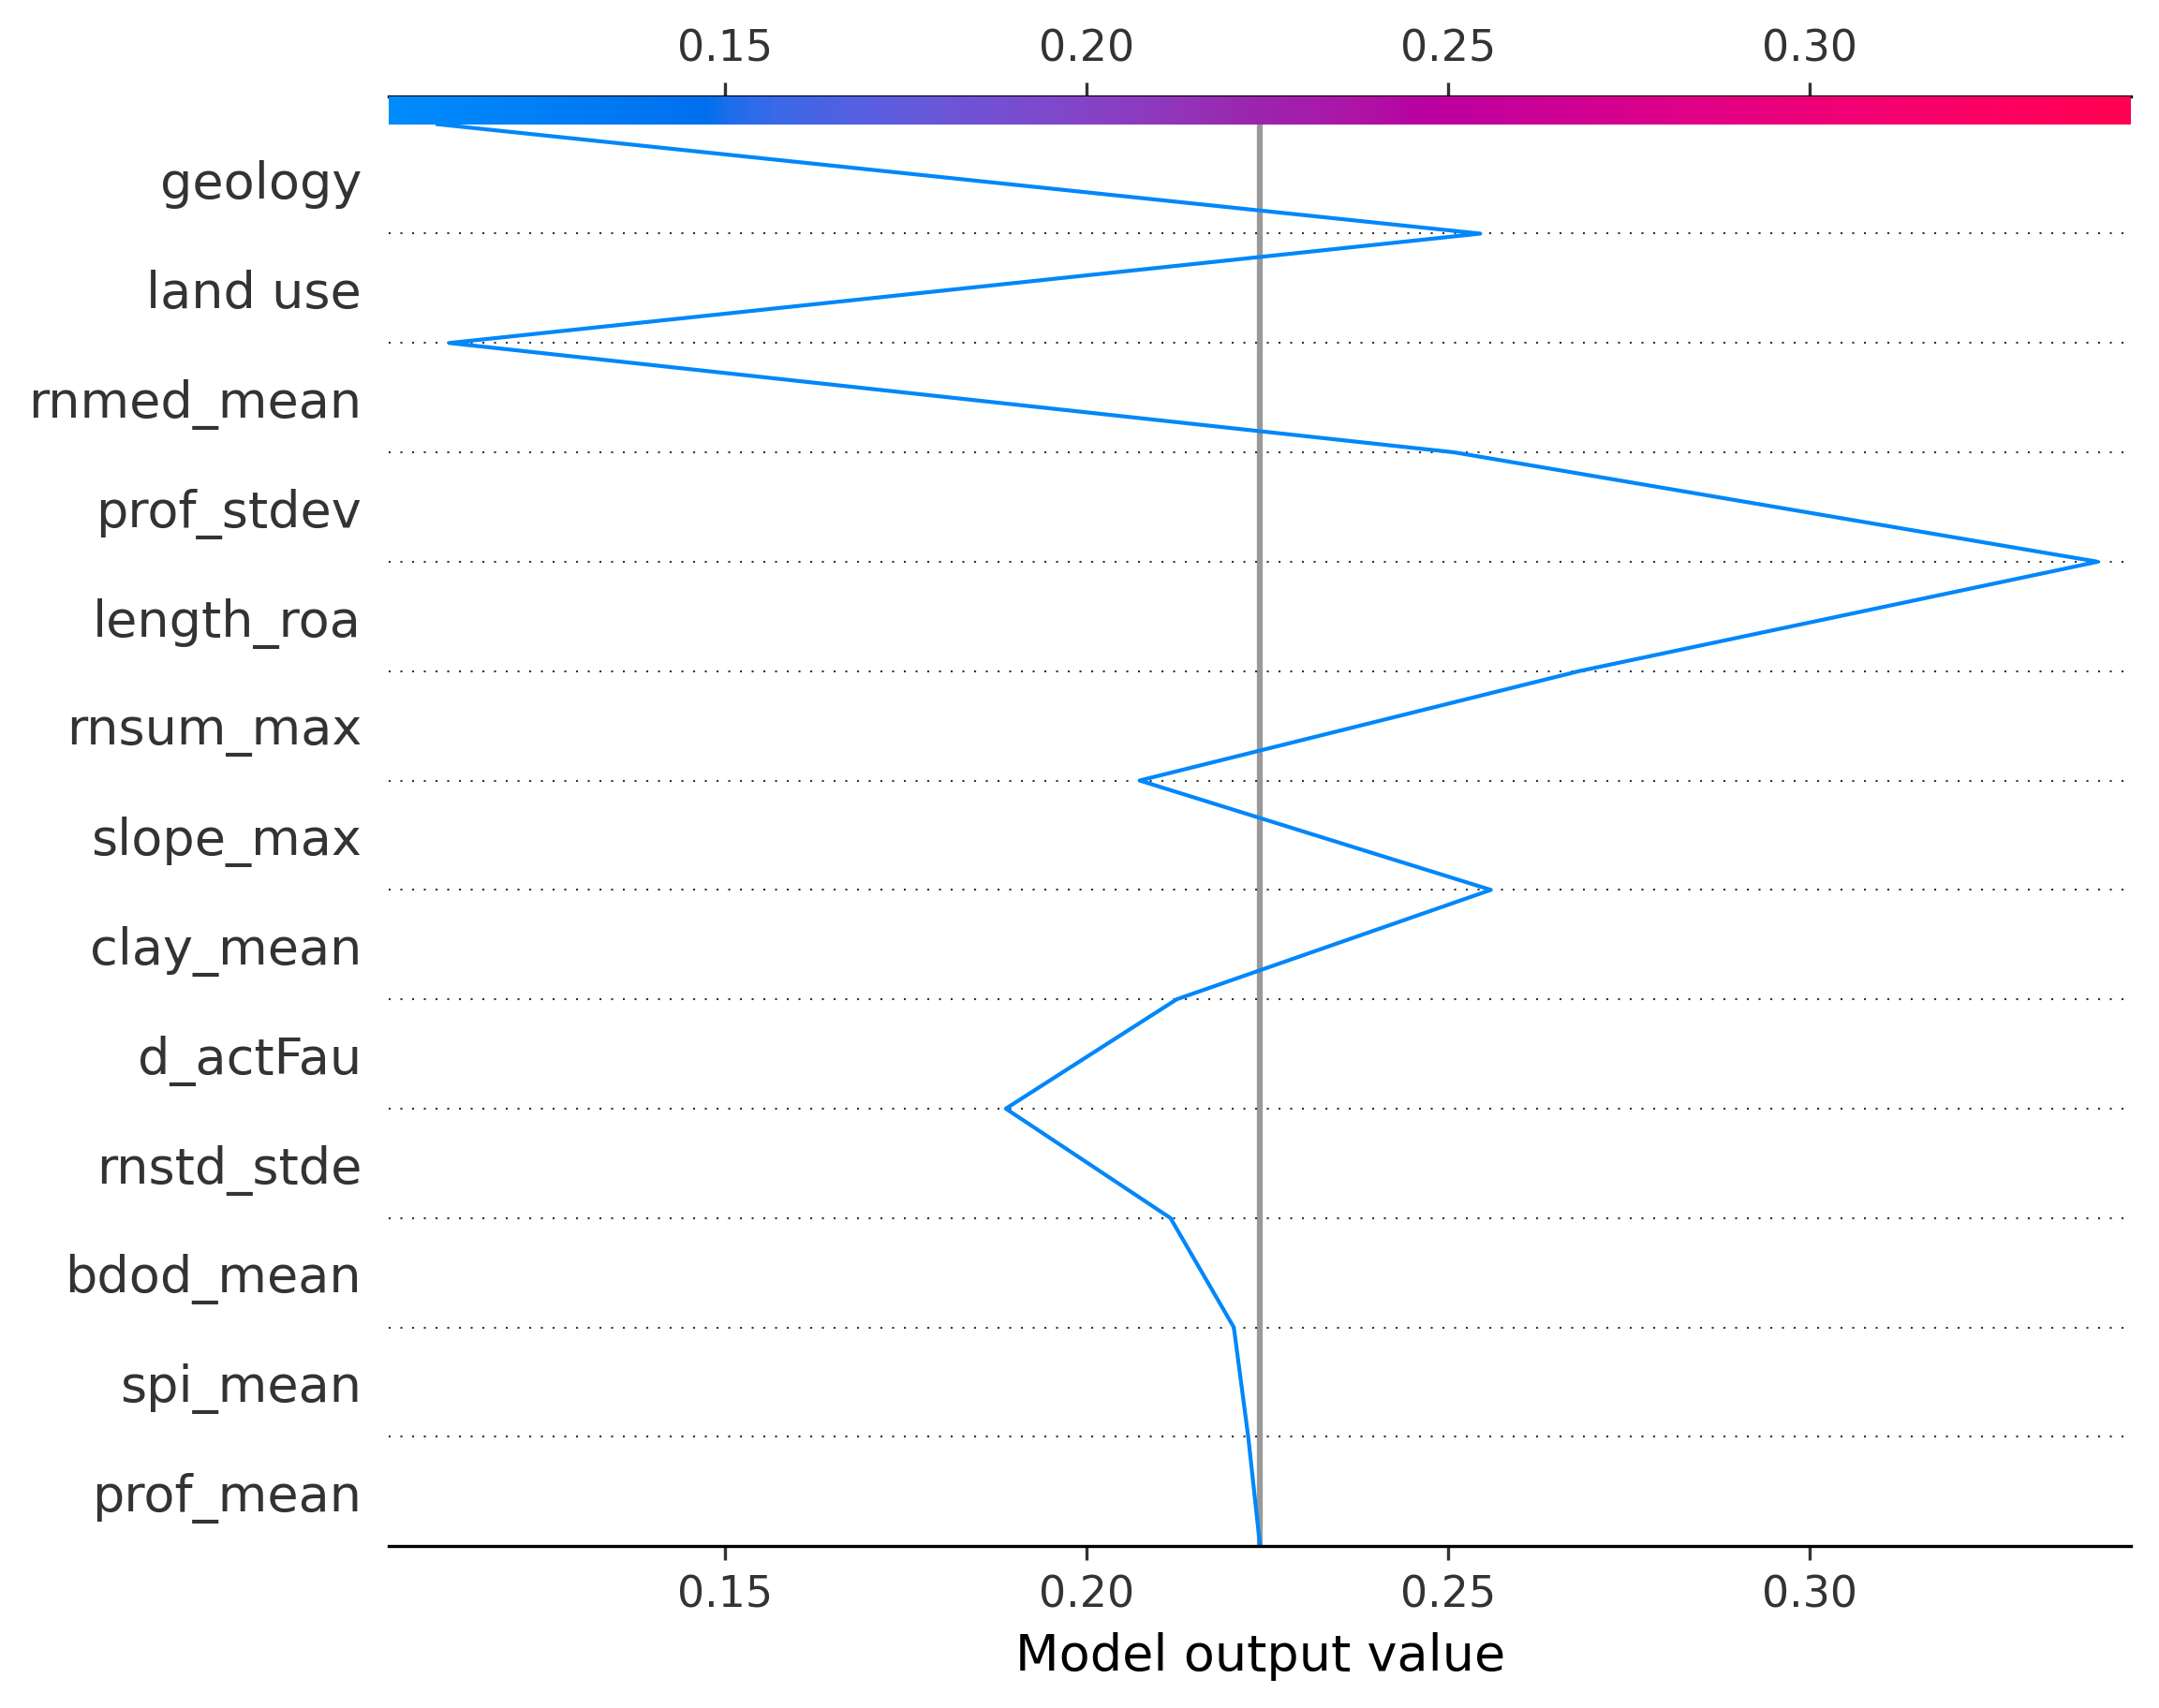 0.15 0.20 0.25 0.30
geology
land use
rnmed_mean
prof_stdev
length_roa
rnsum_max
slope_max
clay_mean
d_actFau
rnstd_stde
bdod_mean
spi_mean
prof_mean
0.15 0.20 0.25 0.30
Model output value